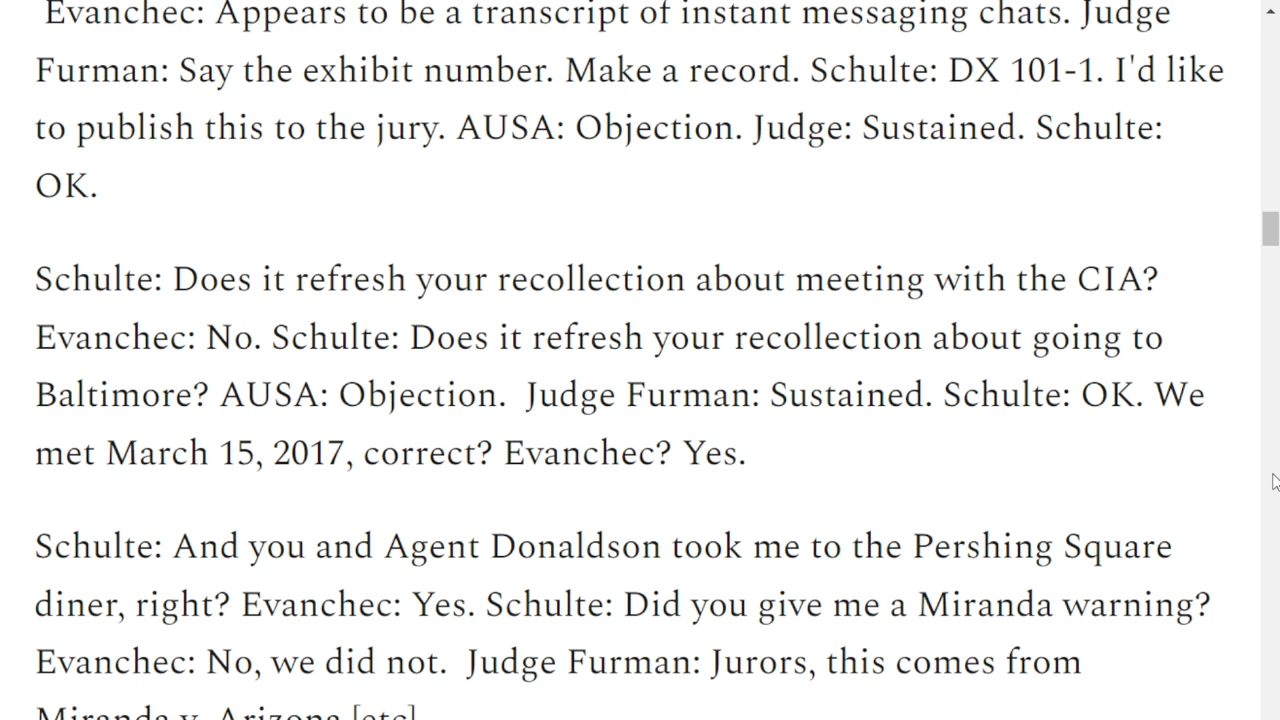 Evanchec: Appears to be a transcript of instant messaging chats. Judge
Furman: Say the exhibit number. Make a record. Schulte: DX 101-1. I'd like
to publish this to the jury. AUSA: Objection. Judge: Sustained. Schulte:
OK.
Schulte: Does it refresh your recollection about meeting with the CIA?
Evanchec: No. Schulte: Does it refresh your recollection about going to
Baltimore? AUSA: Objection.  Judge Furman: Sustained. Schulte: OK. We
met March 15, 2017, correct? Evanchec? Yes.
Schulte: And you and Agent Donaldson took me to the Pershing Square
diner, right? Evanchec: Yes. Schulte: Did you give me a Miranda warning?
Evanchec: No, we did not.  Judge Furman: Jurors, this comes from
Miranda v. Arizona [etc]